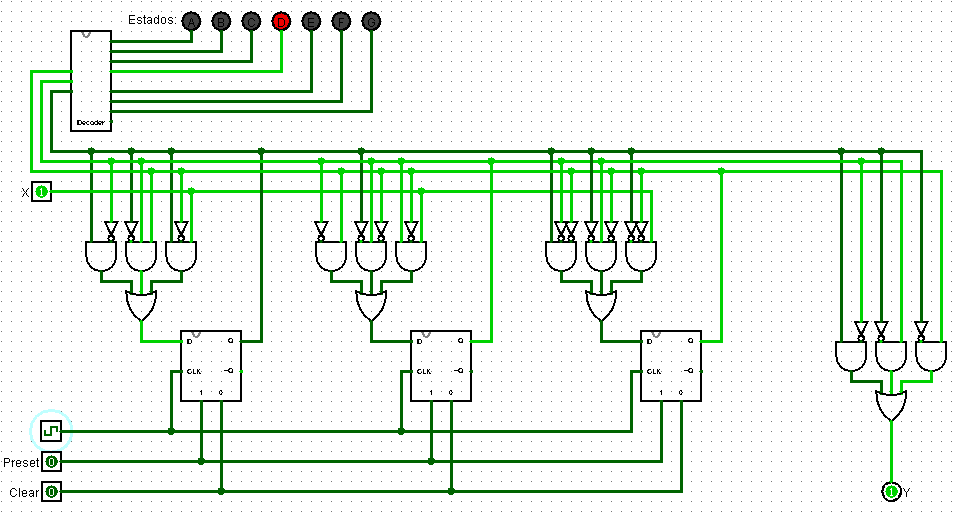 Estados: A B C D E F G
Decoder
X 1
D Q D Q D Q
CLK ¬Q CLK ¬Q CLK ¬Q
1 0 1 0 1 0
Preset 0
Clear 0
1 Y